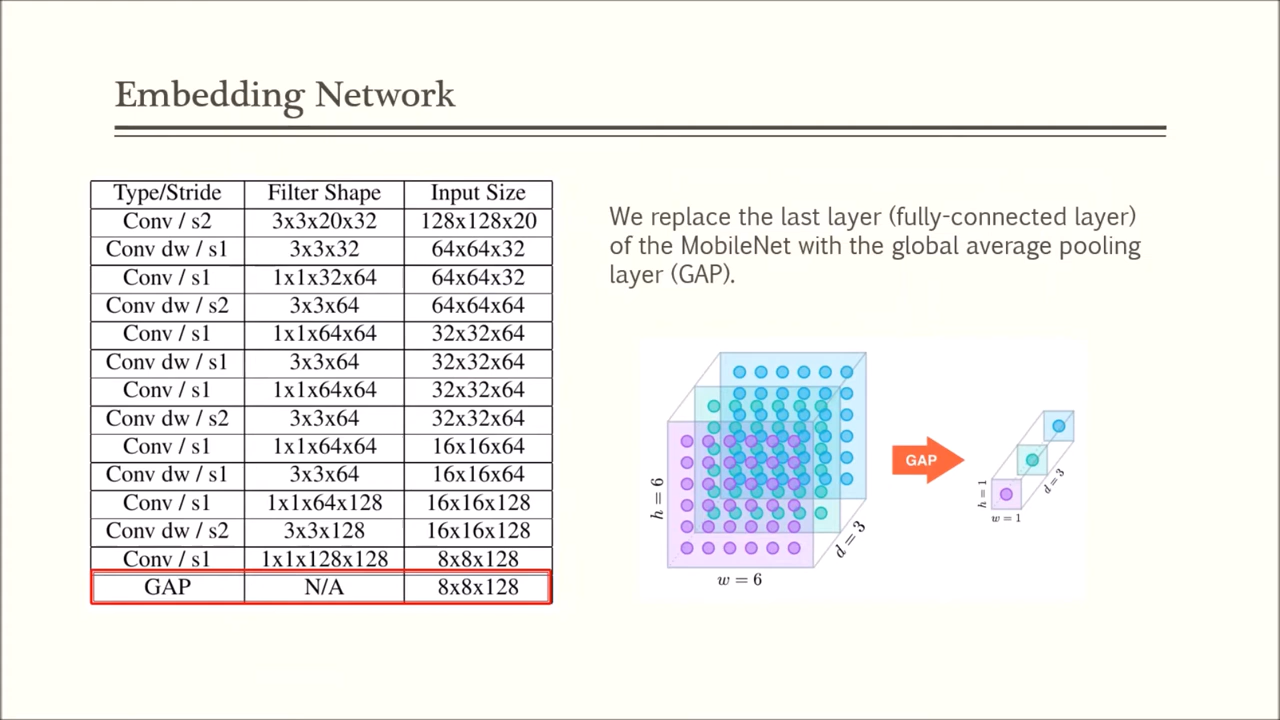 Embedding Network
Type/Stride Filter Shape Input Size
Conv / s2 3x3x20x32 128x128x20
Conv dw / s1 3x3x32 64x64x32
Conv / s1 1x1x32x64 64x64x32
Conv dw / s2 3x3x64 64x64x64
Conv / s1 1x1x64x64 32x32x64
Conv dw / s1 3x3x64 32x32x64
Conv / s1 1x1x64x64 32x32x64
Conv dw / s2 3x3x64 32x32x64
Conv / s1 1x1x64x64 16x16x64
Conv dw / s1 3x3x64 16x16x64
Conv / s1 1x1x64x128 16x16x128
Conv dw / s2 3x3x128 16x16x128
Conv / s1 1x1x128x128 8x8x128
GAP N/A 8x8x128
We replace the last layer (fully-connected layer)
of the MobileNet with the global average pooling
layer (GAP).
h = 6
w = 6
d = 3
GAP
h = 1
w = 1
d = 3